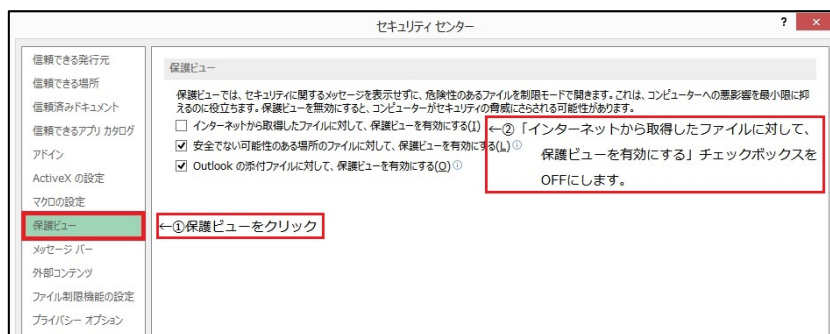 セキュリティ センター
? ×
信頼できる発行元
信頼できる場所
信頼済みドキュメント
信頼できるアプリ カタログ
アドイン
ActiveX の設定
マクロの設定
保護ビュー
メッセージ バー
外部コンテンツ
ファイル制限機能の設定
プライバシー オプション
保護ビュー
保護ビューでは、セキュリティに関するメッセージを表示せずに、危険性のあるファイルを制限モードで開きます。これは、コンピューターへの悪影響を最小限に抑
えるのに役立ちます。保護ビューを無効にすると、コンピューターがセキュリティの脅威にさらされる可能性があります。
インターネットから取得したファイルに対して、保護ビューを有効にする(I)
安全でない可能性のある場所のファイルに対して、保護ビューを有効にする(L)
Outlook の添付ファイルに対して、保護ビューを有効にする(O)
←②「インターネットから取得したファイルに対して、
保護ビューを有効にする」チェックボックスを
OFFにします。
←①保護ビューをクリック